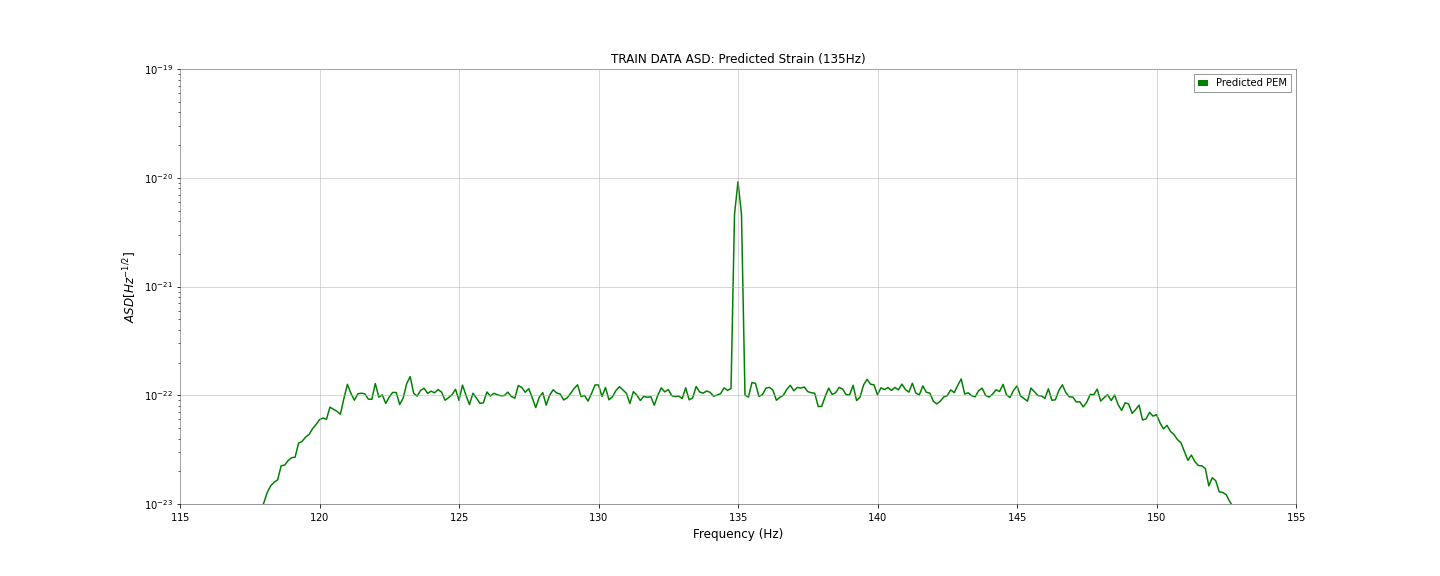 TRAIN DATA ASD: Predicted Strain (135Hz)
Predicted PEM
10⁻¹⁹
10⁻²⁰
10⁻²¹
10⁻²²
10⁻²³
ASD[Hz⁻¹/²]
115 120 125 130 135 140 145 150 155
Frequency (Hz)